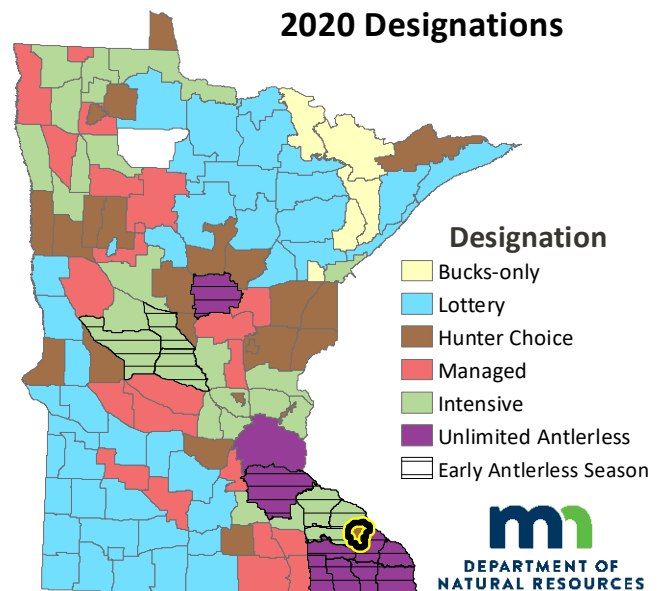 2020 Designations
Designation
Bucks-only
Lottery
Hunter Choice
Managed
Intensive
Unlimited Antlerless
Early Antlerless Season
DEPARTMENT OF
NATURAL RESOURCES